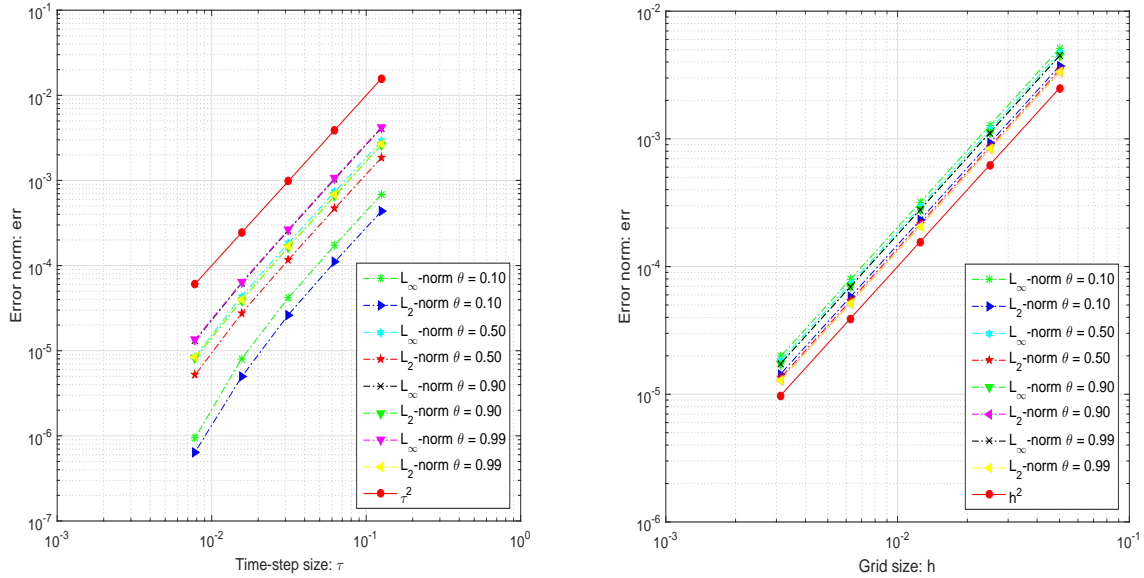 10^-1
10^-2
10^-3
10^-4
10^-5
10^-6
10^-7
Error norm: err
L∞-norm θ = 0.10
L2-norm θ = 0.10
L∞-norm θ = 0.50
L2-norm θ = 0.50
L∞-norm θ = 0.90
L2-norm θ = 0.90
L∞-norm θ = 0.99
L2-norm θ = 0.99
τ^2
10^-3
10^-2
10^-1
10^0
Time-step size: τ
10^-2
10^-3
10^-4
10^-5
10^-6
Error norm: err
L∞-norm θ = 0.10
L2-norm θ = 0.10
L∞-norm θ = 0.50
L2-norm θ = 0.50
L∞-norm θ = 0.90
L2-norm θ = 0.90
L∞-norm θ = 0.99
L2-norm θ = 0.99
h^2
10^-3
10^-2
10^-1
Grid size: h